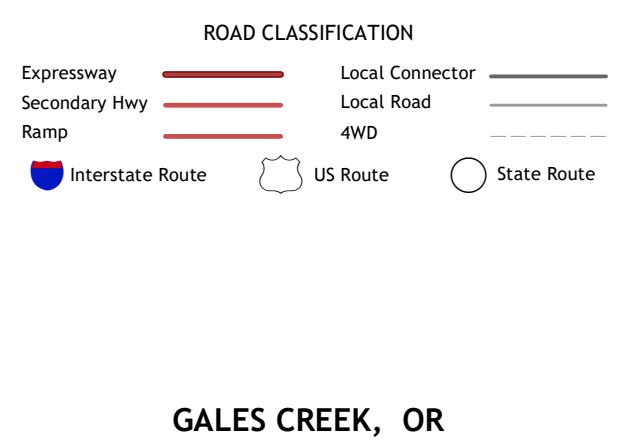 ROAD CLASSIFICATION
Expressway
Local Connector
Secondary Hwy
Local Road
Ramp
4WD
Interstate Route
US Route
State Route
GALES CREEK, OR